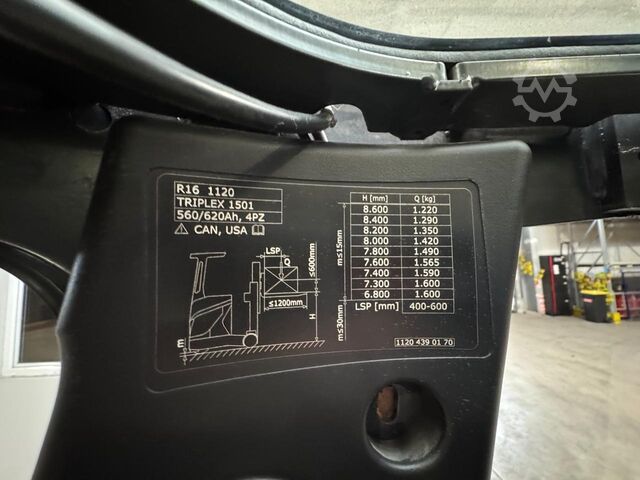 R16 1120
TRIPLEX 1501
560/620Ah, 4PZ
CAN, USA
LSP
Q
≤600mm
≤1200mm
H
E
m≤15mm
m≤30mm
H [mm] Q [kg]
8.600 1.220
8.400 1.290
8.200 1.350
8.000 1.420
7.800 1.490
7.600 1.565
7.400 1.590
7.300 1.600
6.800 1.600
LSP [mm] 400-600
1120 439 01 70